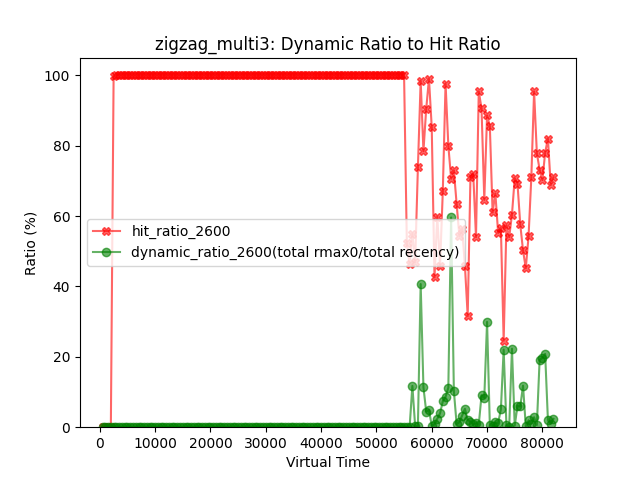 zigzag_multi3: Dynamic Ratio to Hit Ratio
100
80
60
40
20
0
Ratio (%)
hit_ratio_2600
dynamic_ratio_2600(total rmax0/total recency)
0 10000 20000 30000 40000 50000 60000 70000 80000
Virtual Time